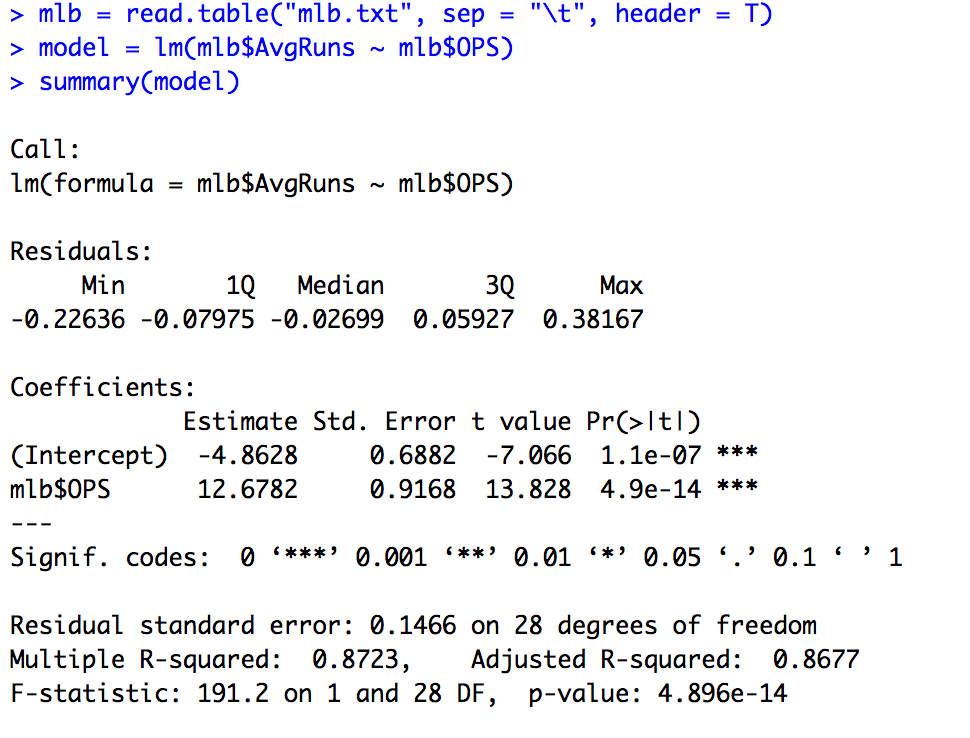 > mlb = read.table("mlb.txt", sep = "\t", header = T)
> model = lm(mlb$AvgRuns ~ mlb$OPS)
> summary(model)
Call:
lm(formula = mlb$AvgRuns ~ mlb$OPS)
Residuals:
     Min       1Q   Median       3Q      Max
-0.22636 -0.07975 -0.02699  0.05927  0.38167
Coefficients:
            Estimate Std. Error t value Pr(>|t|)
(Intercept)  -4.8628     0.6882  -7.066  1.1e-07 ***
mlb$OPS      12.6782     0.9168  13.828  4.9e-14 ***
---
Signif. codes:  0 ‘***’ 0.001 ‘**’ 0.01 ‘*’ 0.05 ‘.’ 0.1 ‘ ’ 1
Residual standard error: 0.1466 on 28 degrees of freedom
Multiple R-squared:  0.8723,    Adjusted R-squared:  0.8677
F-statistic: 191.2 on 1 and 28 DF,  p-value: 4.896e-14